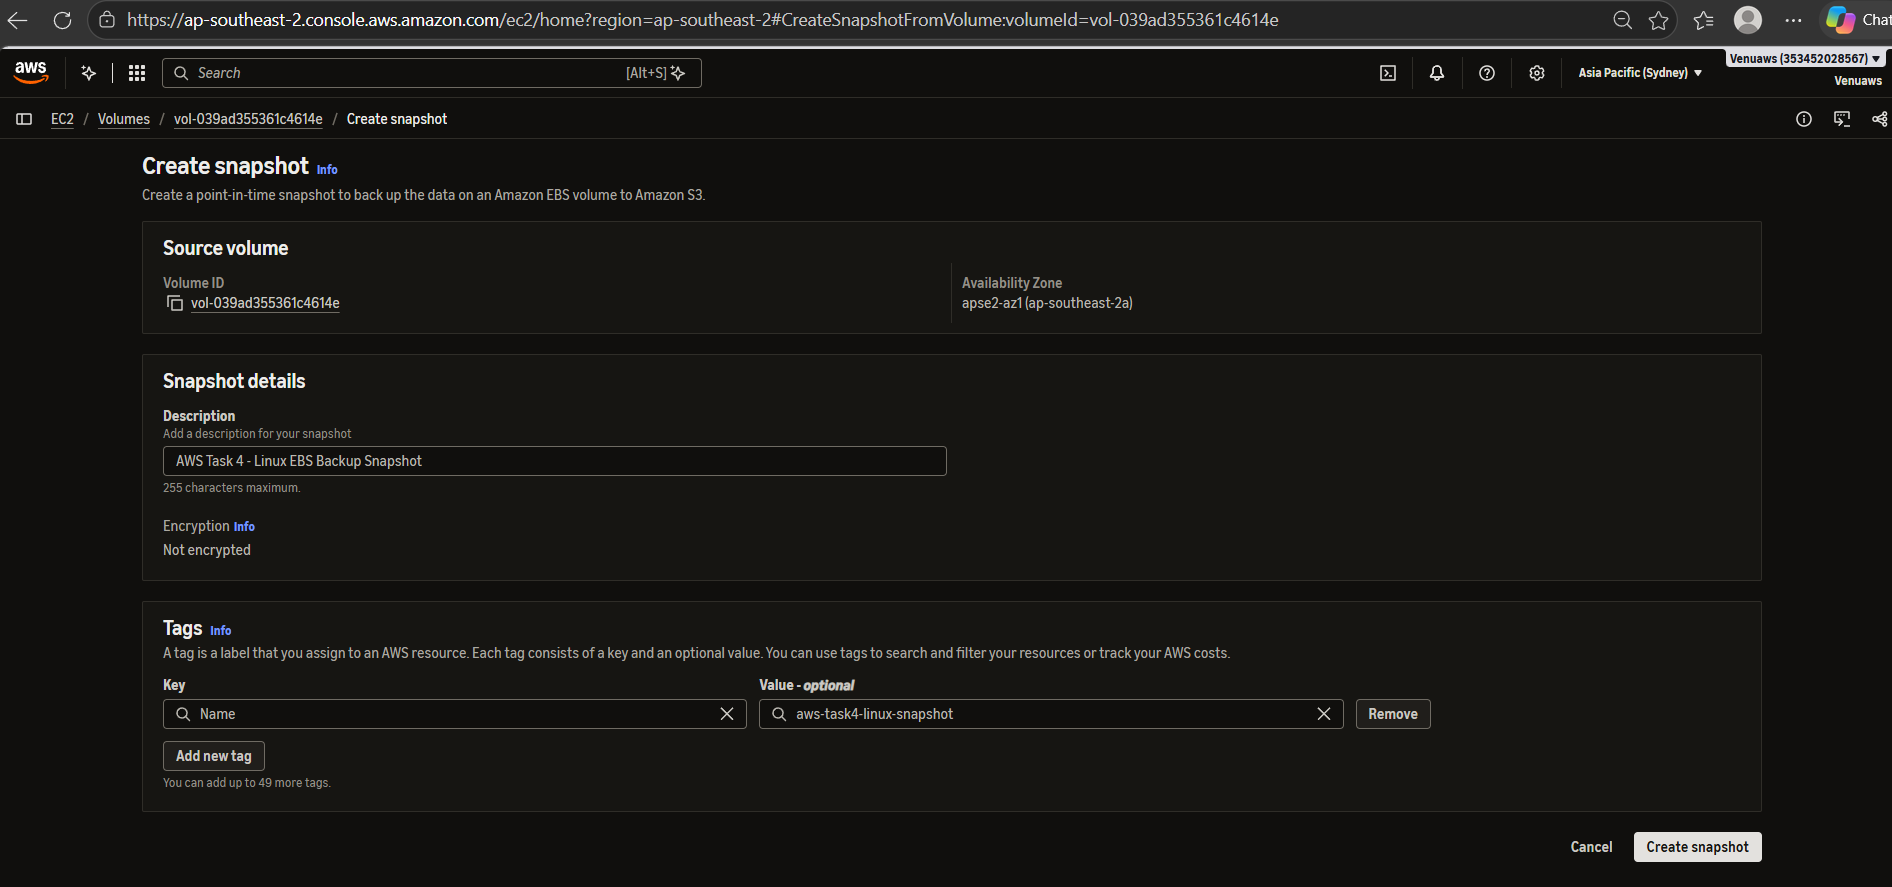 https://ap-southeast-2.console.aws.amazon.com/ec2/home?region=ap-southeast-2#CreateSnapshotFromVolume:volumeId=vol-039ad355361c4614e
Chat
aws
Search
[Alt+S]
Asia Pacific (Sydney)
Venuaws (353452028567)
Venuaws
EC2 / Volumes / vol-039ad355361c4614e / Create snapshot
Create snapshot Info
Create a point-in-time snapshot to back up the data on an Amazon EBS volume to Amazon S3.
Source volume
Volume ID
vol-039ad355361c4614e
Availability Zone
apse2-az1 (ap-southeast-2a)
Snapshot details
Description
Add a description for your snapshot
AWS Task 4 - Linux EBS Backup Snapshot
255 characters maximum.
Encryption Info
Not encrypted
Tags Info
A tag is a label that you assign to an AWS resource. Each tag consists of a key and an optional value. You can use tags to search and filter your resources or track your AWS costs.
Key
Value - optional
Name
aws-task4-linux-snapshot
Remove
Add new tag
You can add up to 49 more tags.
Cancel
Create snapshot